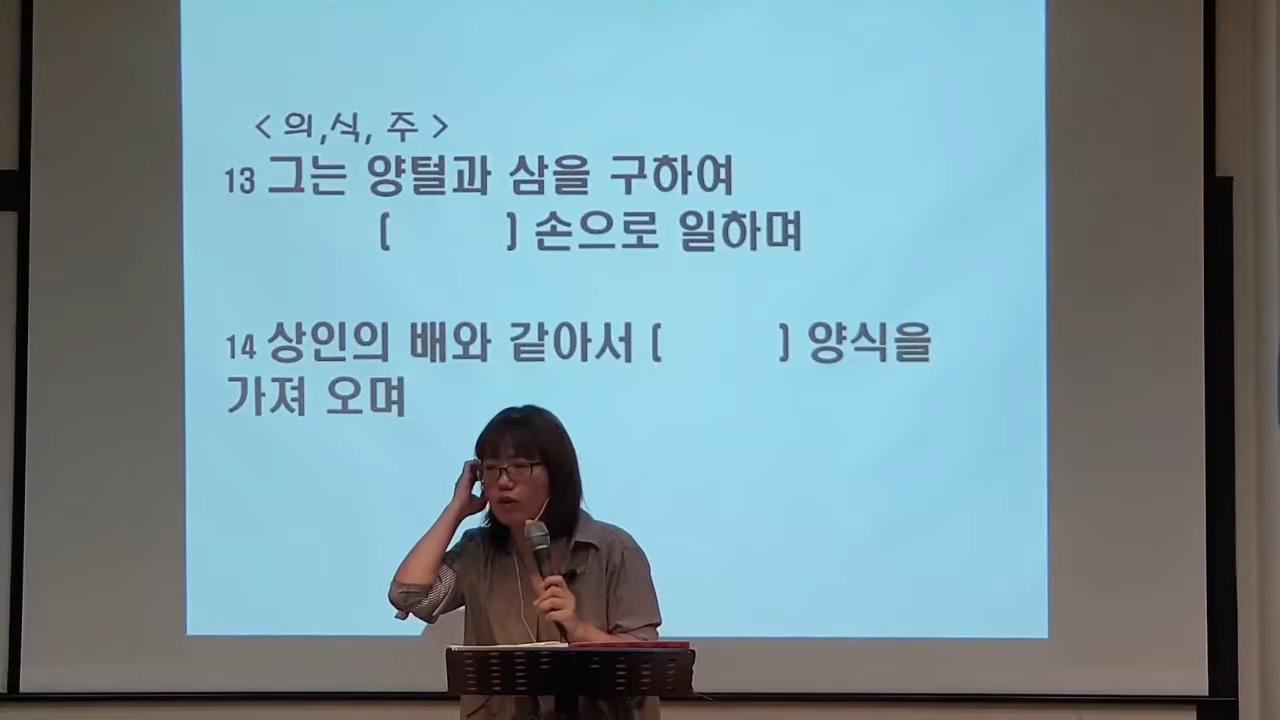 < 의,식, 주 >
13 그는 양털과 삼을 구하여
(        ) 손으로 일하며
14 상인의 배와 같아서 (        ) 양식을
가져 오며